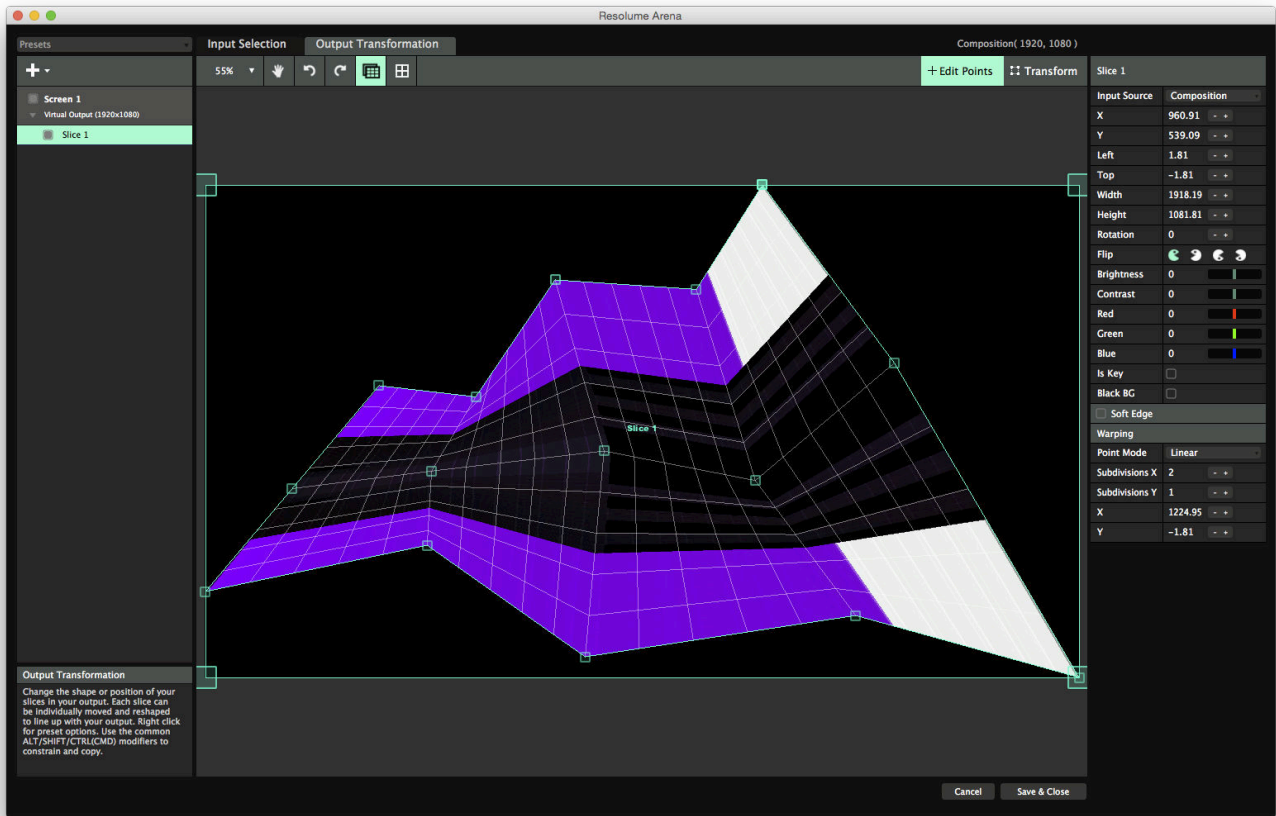 Resolume Arena
Presets
Input Selection
Output Transformation
Composition( 1920, 1080 )
55%
+ Edit Points
Transform
Screen 1
Virtual Output (1920x1080)
Slice 1
Slice 1
Slice 1
Input Source Composition
X 960.91 - +
Y 539.09 - +
Left 1.81 - +
Top -1.81 - +
Width 1918.19 - +
Height 1081.81 - +
Rotation 0 - +
Flip
Brightness 0
Contrast 0
Red 0
Green 0
Blue 0
Is Key
Black BG
Soft Edge
Warping
Point Mode Linear
Subdivisions X 2 - +
Subdivisions Y 1 - +
X 1224.95 - +
Y -1.81 - +
Output Transformation
Change the shape or position of your
slices in your output. Each slice can
be individually moved and reshaped
to line up with your output. Right click
for preset options. Use the common
ALT/SHIFT/CTRL(CMD) modifiers to
constrain and copy.
Cancel
Save & Close